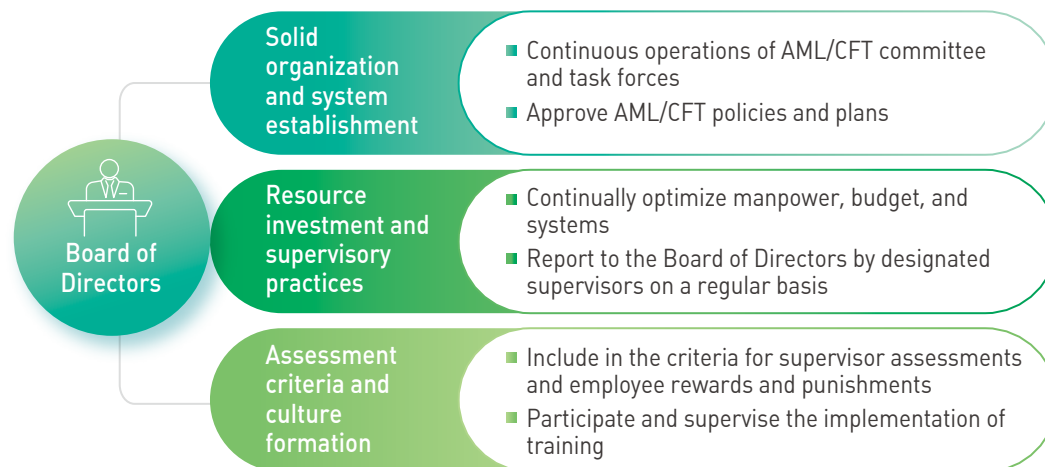 Board of
Directors
Solid
organization
and system
establishment
■ Continuous operations of AML/CFT committee
and task forces
■ Approve AML/CFT policies and plans
Resource
investment and
supervisory
practices
■ Continually optimize manpower, budget, and
systems
■ Report to the Board of Directors by designated
supervisors on a regular basis
Assessment
criteria and
culture
formation
■ Include in the criteria for supervisor assessments
and employee rewards and punishments
■ Participate and supervise the implementation of
training